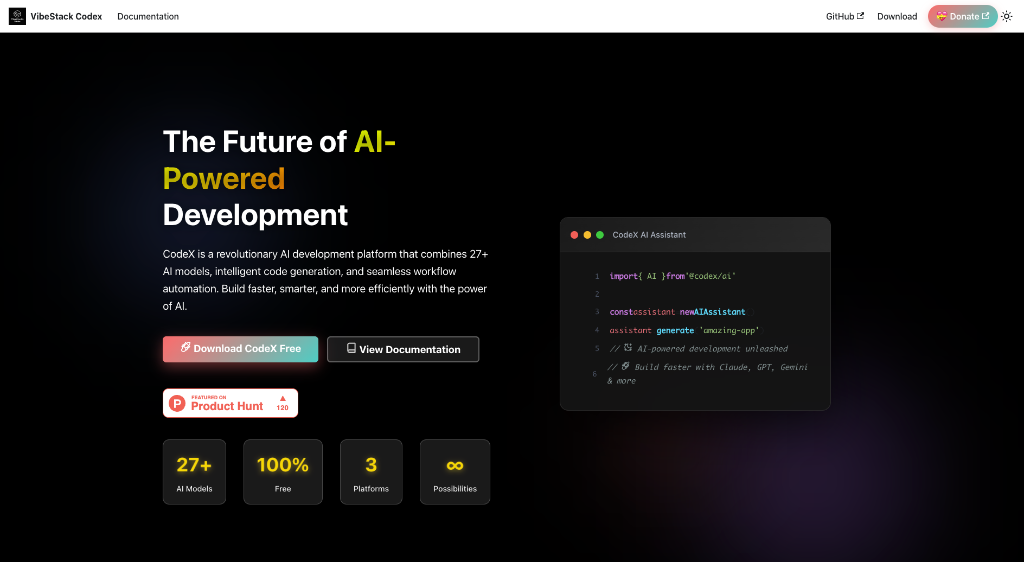 VibeStack Codex
Documentation
GitHub
Download
Donate
The Future of AI-
Powered
Development
CodeX is a revolutionary AI development platform that combines 27+
AI models, intelligent code generation, and seamless workflow
automation. Build faster, smarter, and more efficiently with the power
of AI.
Download CodeX Free
View Documentation
FEATURED ON
Product Hunt
120
27+
AI Models
100%
Free
3
Platforms
∞
Possibilities
CodeX AI Assistant
1 import{ AI }from'@codex/ai'
2
3 constassistant newAIAssistant
4 assistant generate 'amazing-app'
5 // AI-powered development unleashed
6 // Build faster with Claude, GPT, Gemini
& more